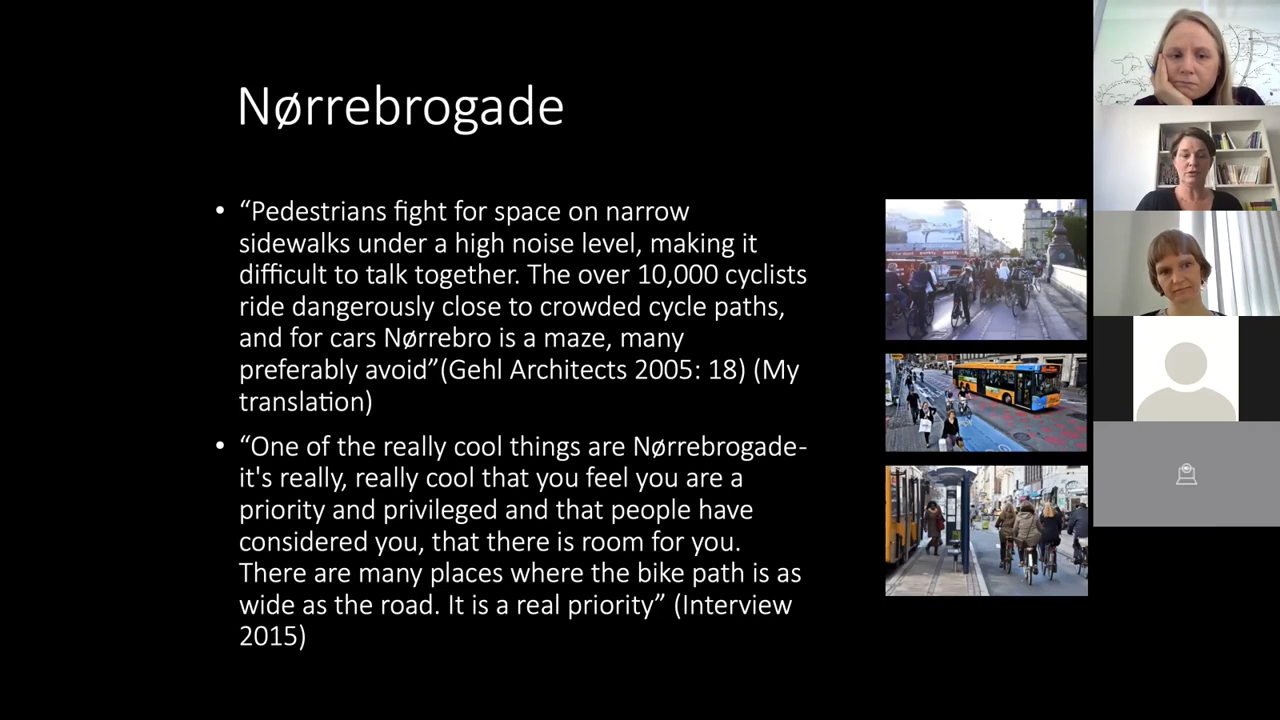 Nørrebrogade
• “Pedestrians fight for space on narrow
sidewalks under a high noise level, making it
difficult to talk together. The over 10,000 cyclists
ride dangerously close to crowded cycle paths,
and for cars Nørrebro is a maze, many
preferably avoid”(Gehl Architects 2005: 18) (My
translation)
• “One of the really cool things are Nørrebrogade-
it's really, really cool that you feel you are a
priority and privileged and that people have
considered you, that there is room for you.
There are many places where the bike path is as
wide as the road. It is a real priority” (Interview
2015)